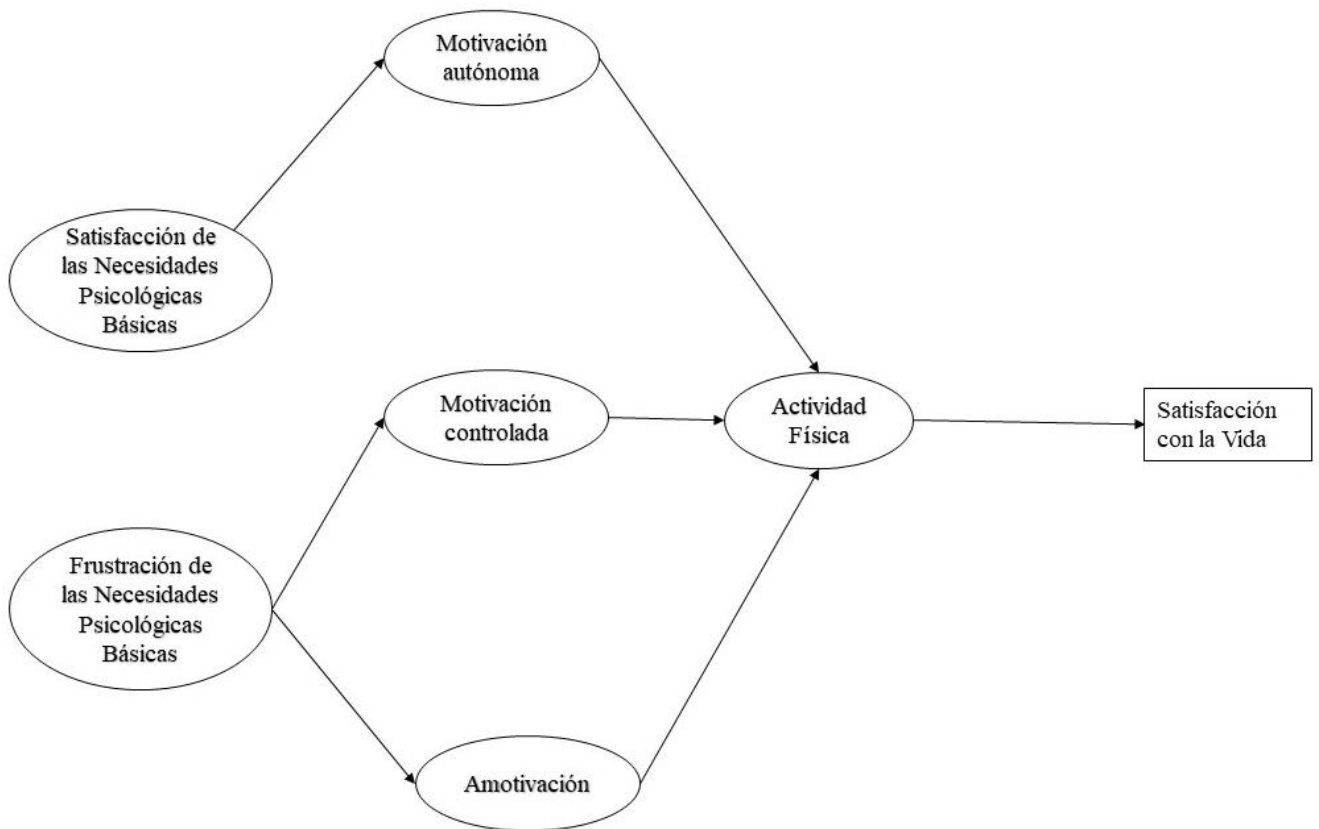 Motivación
autónoma
Satisfacción de
las Necesidades
Psicológicas
Básicas
Motivación
controlada
Actividad
Física
Satisfacción
con la Vida
Frustración de
las Necesidades
Psicológicas
Básicas
Amotivación